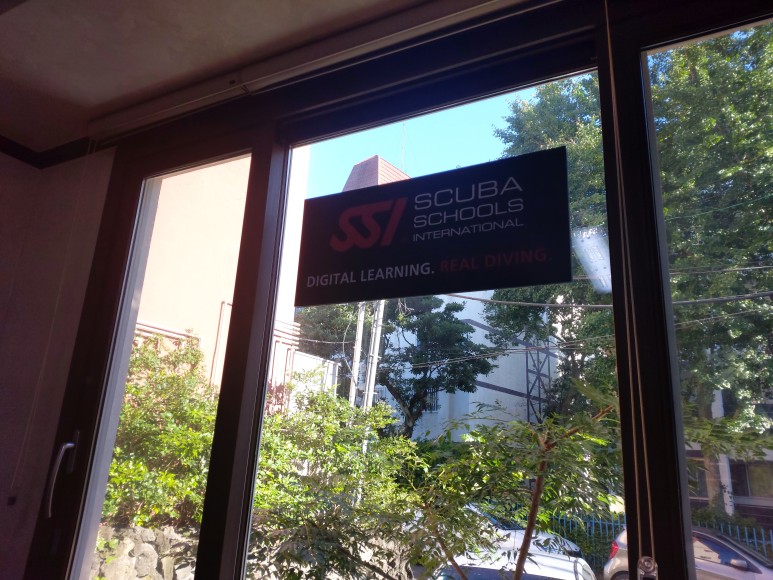 SSI
SCUBA
SCHOOLS
INTERNATIONAL
DIGITAL LEARNING. REAL DIVING.